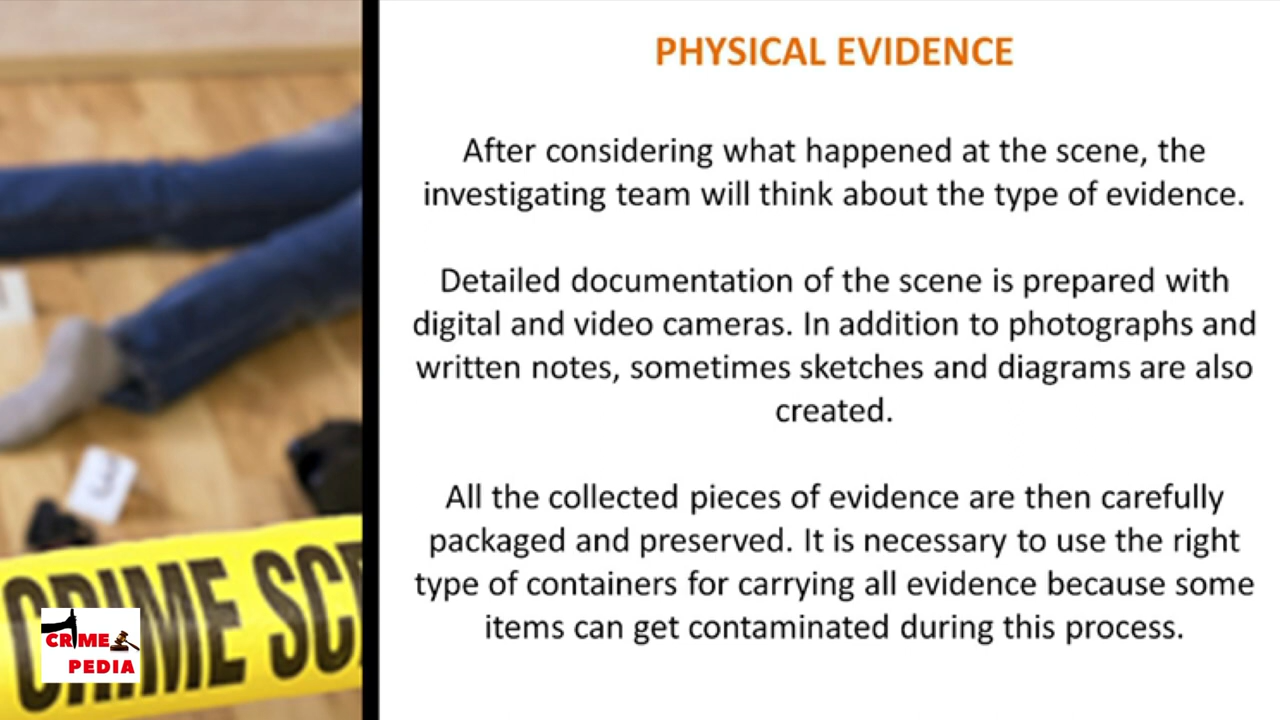 PHYSICAL EVIDENCE
After considering what happened at the scene, the
investigating team will think about the type of evidence.
Detailed documentation of the scene is prepared with
digital and video cameras. In addition to photographs and
written notes, sometimes sketches and diagrams are also
created.
All the collected pieces of evidence are then carefully
packaged and preserved. It is necessary to use the right
type of containers for carrying all evidence because some
items can get contaminated during this process.
CRIME SC
CRIME
PEDIA